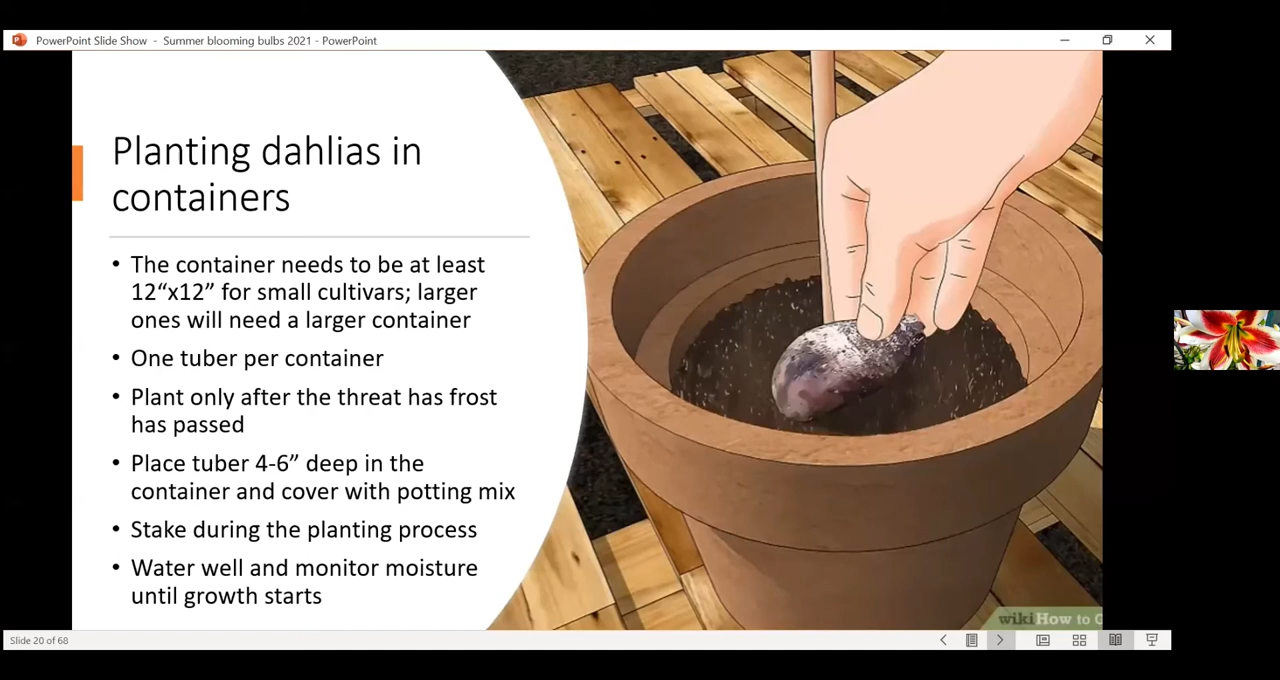 PowerPoint Slide Show - Summer blooming bulbs 2021 - PowerPoint
Planting dahlias in
containers
• The container needs to be at least
12“x12” for small cultivars; larger
ones will need a larger container
• One tuber per container
• Plant only after the threat has frost
has passed
• Place tuber 4-6” deep in the
container and cover with potting mix
• Stake during the planting process
• Water well and monitor moisture
until growth starts
wikiHow to G
Slide 20 of 68